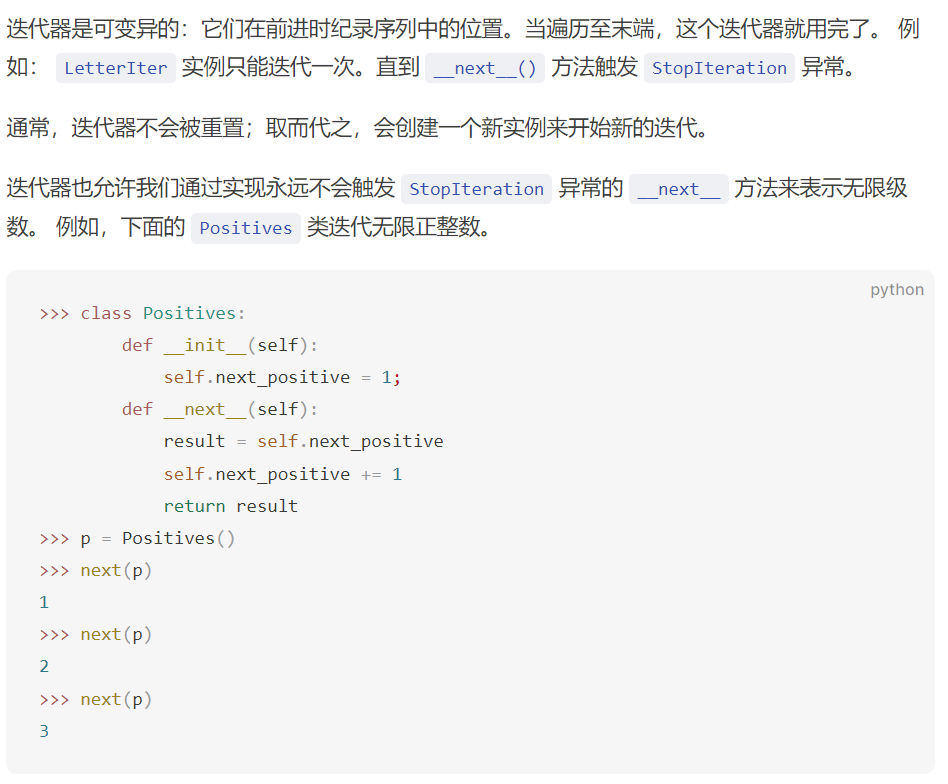 迭代器是可变异的：它们在前进时纪录序列中的位置。当遍历至末端，这个迭代器就用完了。 例
如： LetterIter 实例只能迭代一次。直到 __next__() 方法触发 StopIteration 异常。
通常，迭代器不会被重置；取而代之，会创建一个新实例来开始新的迭代。
迭代器也允许我们通过实现永远不会触发 StopIteration 异常的 __next__ 方法来表示无限级
数。 例如，下面的 Positives 类迭代无限正整数。
python
>>> class Positives:
        def __init__(self):
            self.next_positive = 1;
        def __next__(self):
            result = self.next_positive
            self.next_positive += 1
            return result
>>> p = Positives()
>>> next(p)
1
>>> next(p)
2
>>> next(p)
3